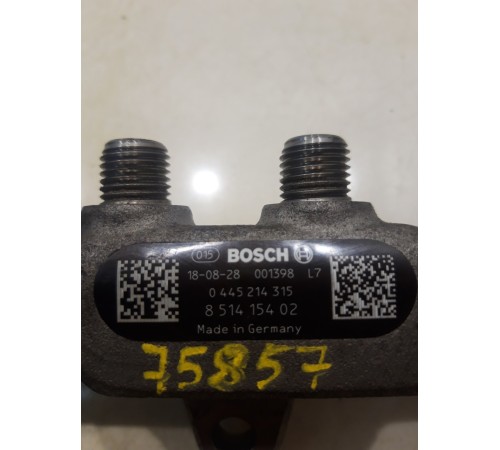 015 BOSCH
18-08-28 001398 L7
0 445 214 315
8 514 154 02
Made in Germany
75857